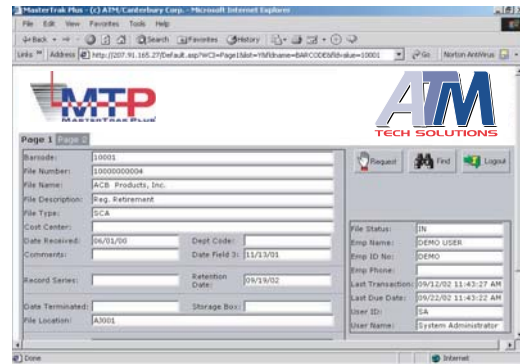 MasterTrak Plus - (c) ATM/Canterbury Corp. - Microsoft Internet Explorer
File Edit View Favorites Tools Help
Back Search Favorites History
Links Address http://207.91.165.27/Default.asp?WCI=Page1&list=Y&fldname=BARCODE&fldvalue=10001 Go Norton AntiVirus
MTP
MASTERTRAK PLUS
ATM
TECH SOLUTIONS
Page 1 Page 2
Request Find Logout
Barcode: 10001
File Number: 10000000004
File Name: ACB Products, Inc.
File Description: Reg. Retirement
File Type: SCA
Cost Center:
Date Received: 06/01/00 Dept Code:
Comments: Date Field 3: 11/13/01
Record Series: Retention Date: 09/19/02
Date Terminated: Storage Box:
File Location: AJ001
File Status: IN
Emp Name: DEMO USER
Emp ID No: DEMO
Emp Phone:
Last Transaction: 09/12/02 11:43:27 AM
Last Due Date: 09/22/02 11:43:22 AM
User ID: SA
User Name: System Administrator
Done Internet